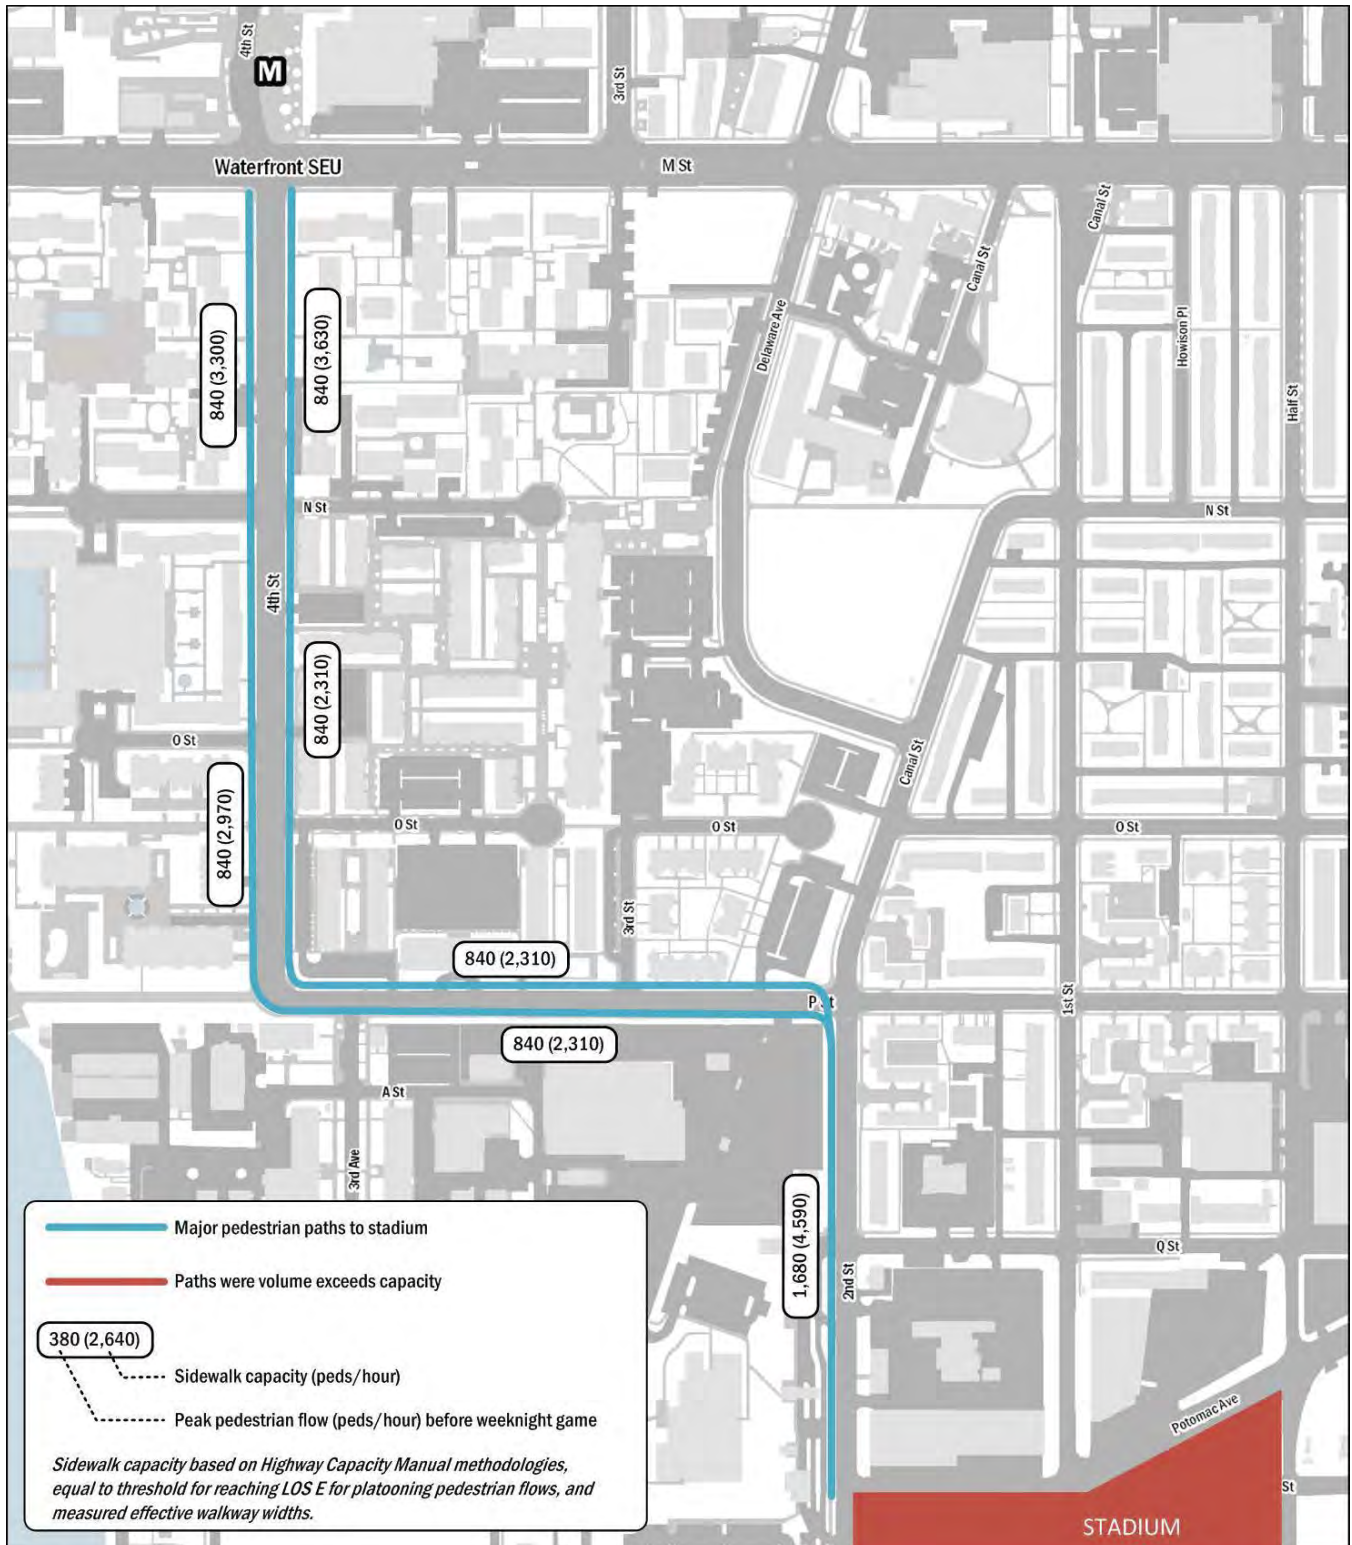 4th St
M
3rd St
Waterfront SEU
M St
Canal St
Canal St
Delaware Ave
Howison Pl
Half St
840 (3,300)
840 (3,630)
N St
N St
4th St
840 (2,310)
O St
Canal St
840 (2,970)
O St
O St
O St
3rd St
840 (2,310)
P St
1st St
840 (2,310)
A St
3rd Ave
1,680 (4,590)
2nd St
Q St
Potomac Ave
St
STADIUM
Major pedestrian paths to stadium
Paths were volume exceeds capacity
380 (2,640)
Sidewalk capacity (peds/hour)
Peak pedestrian flow (peds/hour) before weeknight game
Sidewalk capacity based on Highway Capacity Manual methodologies,
equal to threshold for reaching LOS E for platooning pedestrian flows, and
measured effective walkway widths.